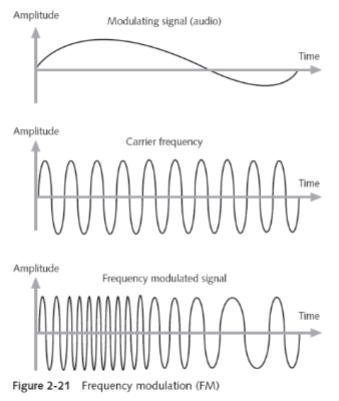 Amplitude
Modulating signal (audio)
Time
Amplitude
Carrier frequency
Time
Amplitude
Frequency modulated signal
Time
Figure 2-21 Frequency modulation (FM)